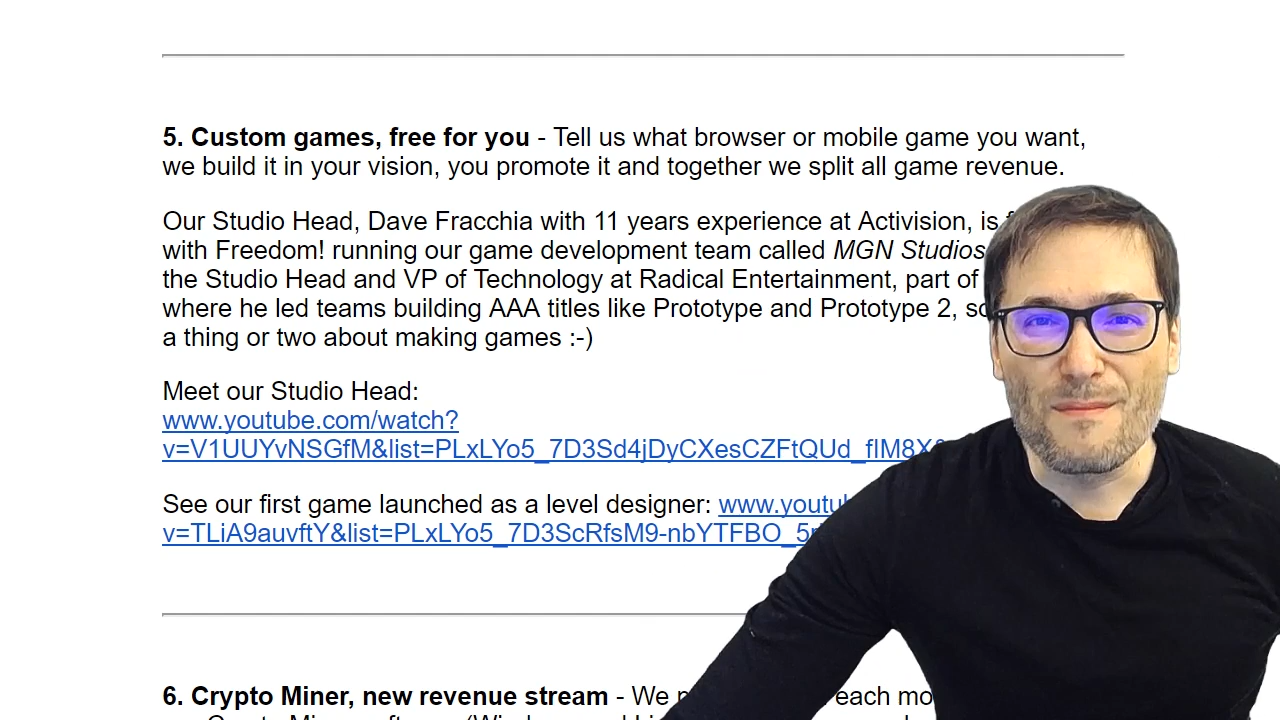 5. Custom games, free for you - Tell us what browser or mobile game you want,
we build it in your vision, you promote it and together we split all game revenue.
Our Studio Head, Dave Fracchia with 11 years experience at Activision, is
with Freedom! running our game development team called MGN Studios
the Studio Head and VP of Technology at Radical Entertainment, part of
where he led teams building AAA titles like Prototype and Prototype 2,
a thing or two about making games :-)
Meet our Studio Head:
www.youtube.com/watch?
v=V1UUYvNSGfM&list=PLxLYo5_7D3Sd4jDyCXesCZFtQUd_flM8X
See our first game launched as a level designer: www.youtu
v=TLiA9auvftY&list=PLxLYo5_7D3ScRfsM9-nbYTFBO_5
6. Crypto Miner, new revenue stream - We each mo